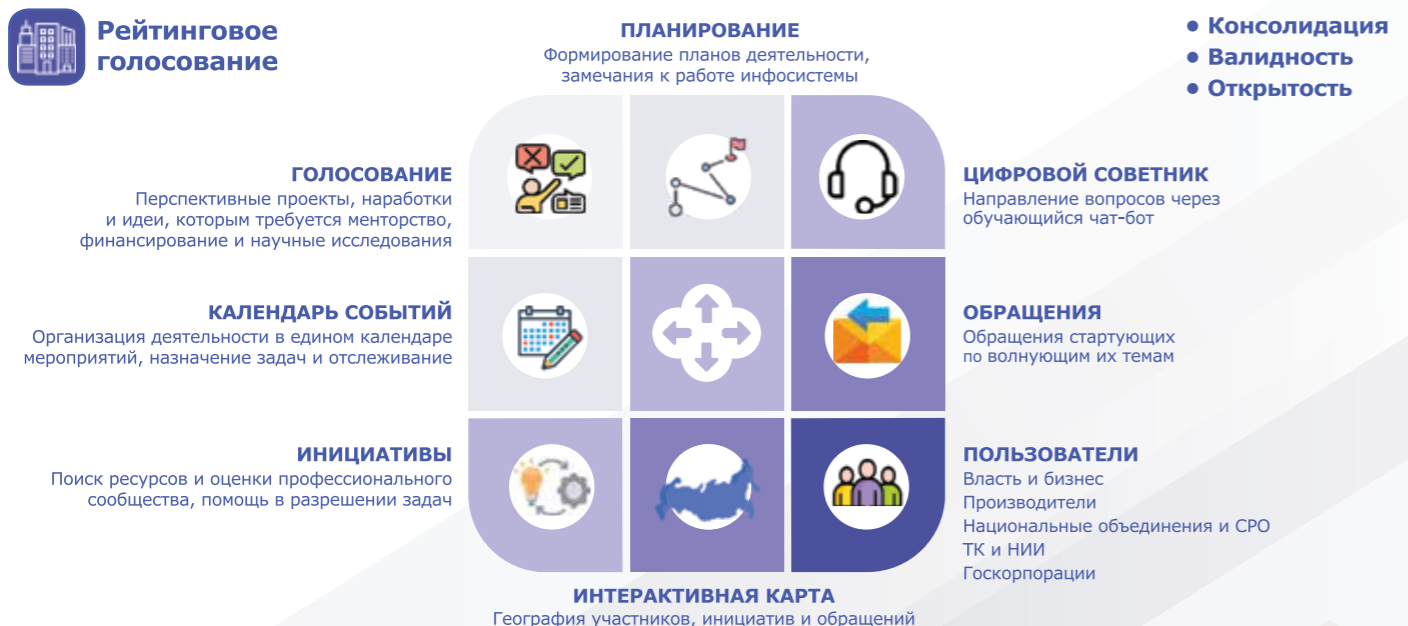 Рейтинговое
голосование
ПЛАНИРОВАНИЕ
Формирование планов деятельности,
замечания к работе инфосистемы
• Консолидация
• Валидность
• Открытость
ГОЛОСОВАНИЕ
Перспективные проекты, наработки
и идеи, которым требуется менторство,
финансирование и научные исследования
ЦИФРОВОЙ СОВЕТНИК
Направление вопросов через
обучающийся чат-бот
КАЛЕНДАРЬ СОБЫТИЙ
Организация деятельности в едином календаре
мероприятий, назначение задач и отслеживание
ОБРАЩЕНИЯ
Обращения стартующих
по волнующим их темам
ИНИЦИАТИВЫ
Поиск ресурсов и оценки профессионального
сообщества, помощь в разрешении задач
ПОЛЬЗОВАТЕЛИ
Власть и бизнес
Производители
Национальные объединения и СРО
ТК и НИИ
Госкорпорации
ИНТЕРАКТИВНАЯ КАРТА
География участников, инициатив и обращений